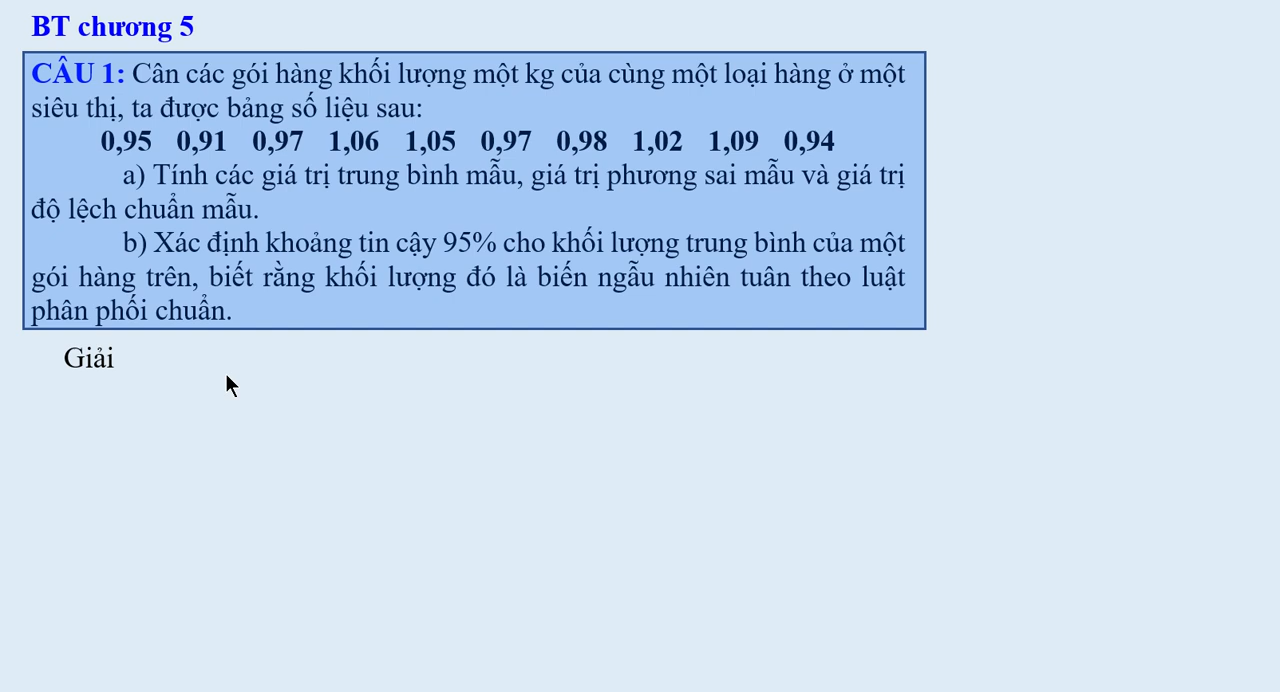 BT chương 5
CÂU 1: Cân các gói hàng khối lượng một kg của cùng một loại hàng ở một
siêu thị, ta được bảng số liệu sau:
0,95 0,91 0,97 1,06 1,05 0,97 0,98 1,02 1,09 0,94
a) Tính các giá trị trung bình mẫu, giá trị phương sai mẫu và giá trị
độ lệch chuẩn mẫu.
b) Xác định khoảng tin cậy 95% cho khối lượng trung bình của một
gói hàng trên, biết rằng khối lượng đó là biến ngẫu nhiên tuân theo luật
phân phối chuẩn.
Giải